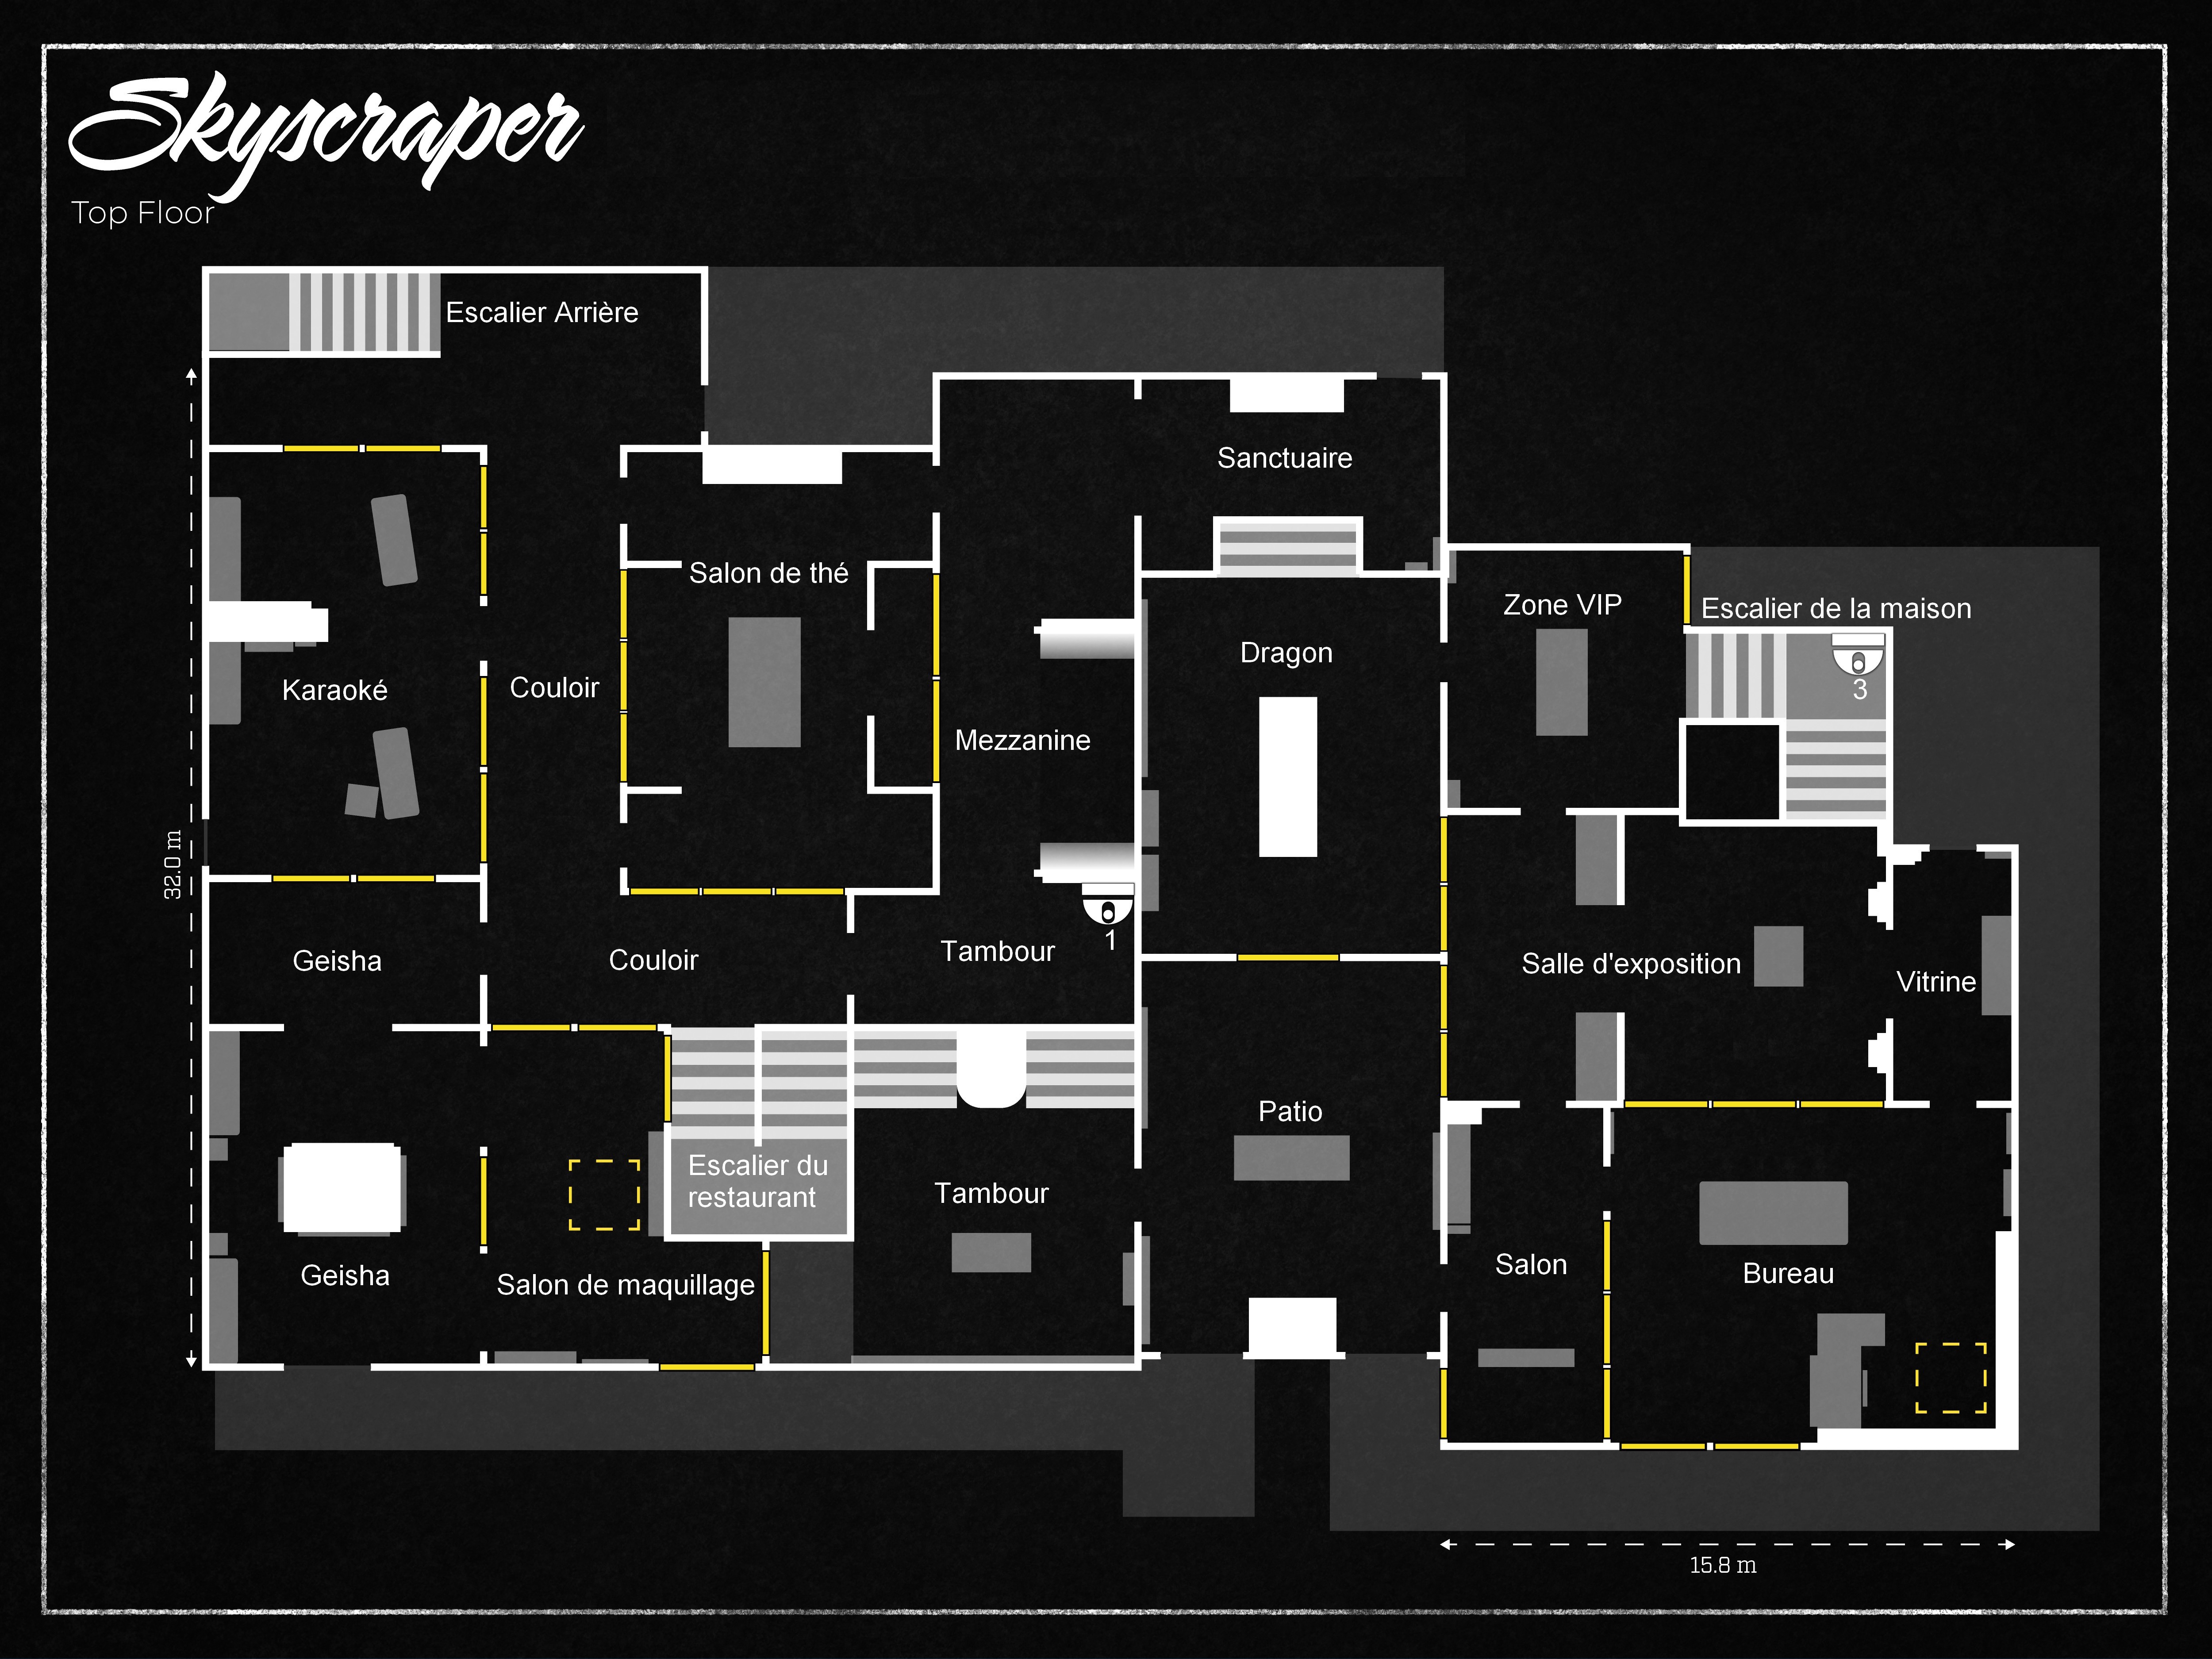 Skyscraper
Top Floor
Escalier Arrière
Sanctuaire
Salon de thé
Zone VIP
Escalier de la maison
Dragon
3
Karaoké
Couloir
Mezzanine
32.0 m
1
Geisha
Couloir
Tambour
Salle d'exposition
Vitrine
Patio
Escalier du
restaurant
Tambour
Geisha
Salon de maquillage
Salon
Bureau
15.8 m